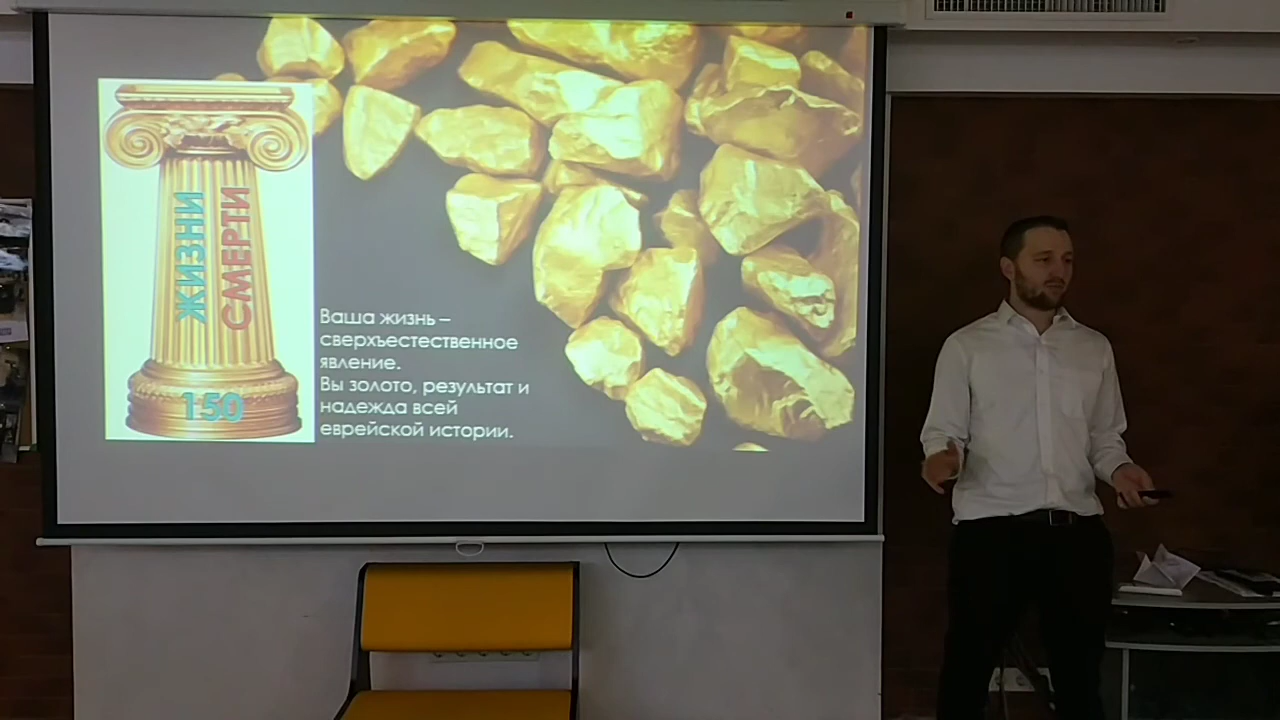 ЖИЗНИ
СМЕРТИ
150
Ваша жизнь –
сверхъестественное
явление.
Вы золото, результат и
надежда всей
еврейской истории.